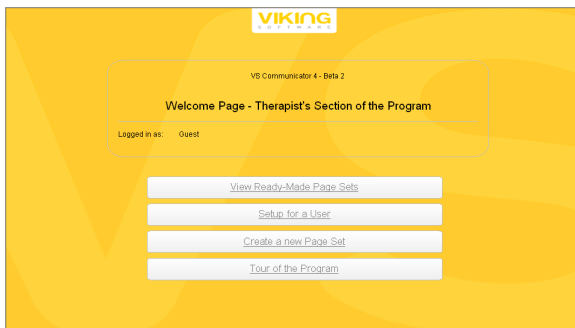 VIKING
SOFTWARE
VS Communicator 4 - Beta 2
Welcome Page - Therapist's Section of the Program
Logged in as: Guest
View Ready-Made Page Sets
Setup for a User
Create a new Page Set
Tour of the Program